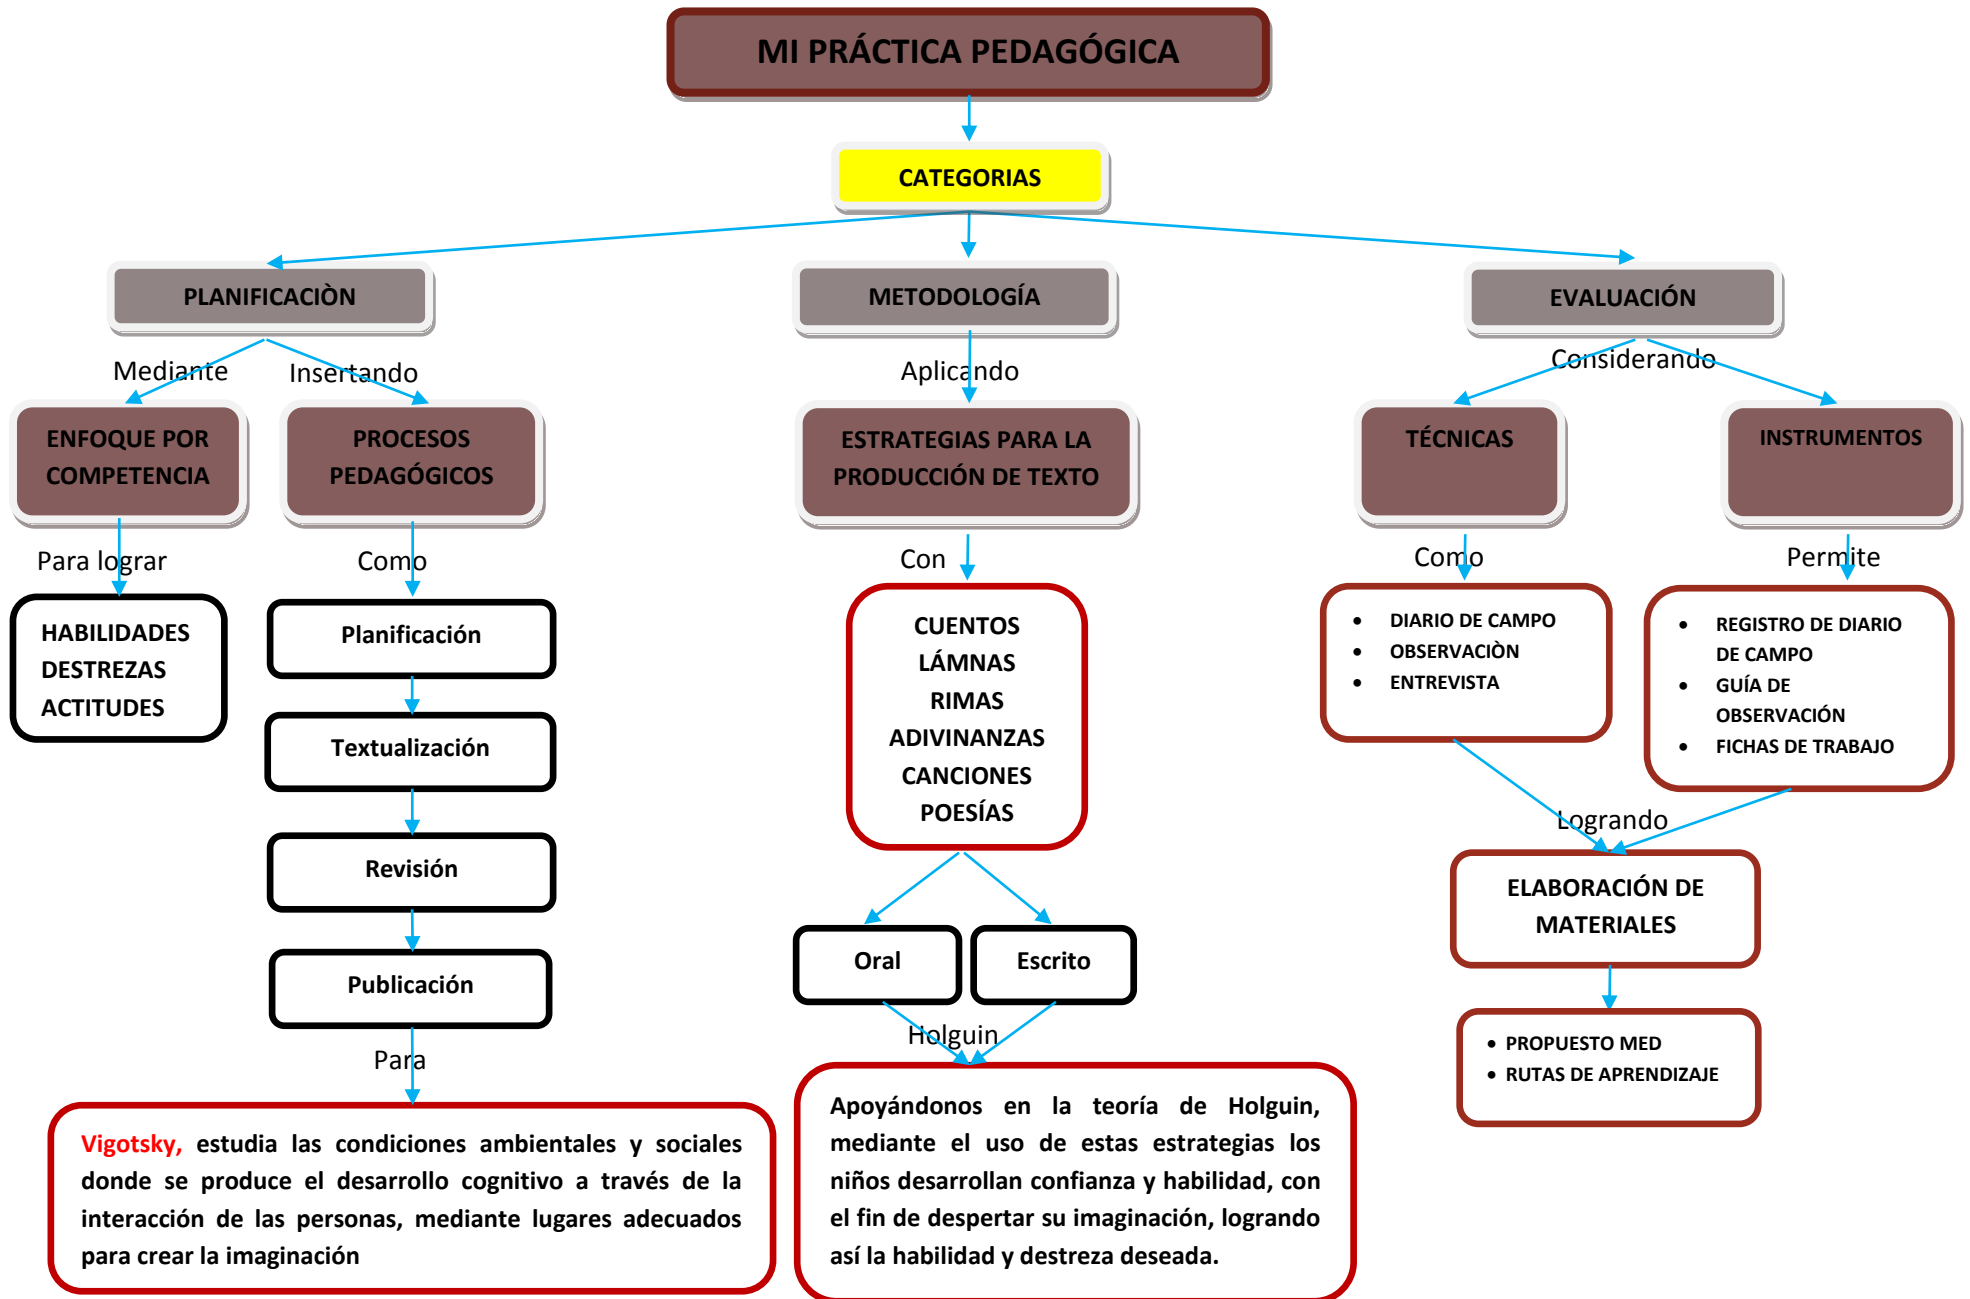 MI PRÁCTICA PEDAGÓGICA
CATEGORIAS
PLANIFICACIÒN
METODOLOGÍA
EVALUACIÓN
Mediante
Insertando
Aplicando
Considerando
ENFOQUE POR
COMPETENCIA
PROCESOS
PEDAGÓGICOS
ESTRATEGIAS PARA LA
PRODUCCIÓN DE TEXTO
TÉCNICAS
INSTRUMENTOS
Para lograr
Como
Con
Como
Permite
HABILIDADES
DESTREZAS
ACTITUDES
Planificación
Textualización
Revisión
Publicación
Para
Vigotsky, estudia las condiciones ambientales y sociales
donde se produce el desarrollo cognitivo a través de la
interacción de las personas, mediante lugares adecuados
para crear la imaginación
CUENTOS
LÁMNAS
RIMAS
ADIVINANZAS
CANCIONES
POESÍAS
Oral
Escrito
Holguin
Apoyándonos en la teoría de Holguin,
mediante el uso de estas estrategias los
niños desarrollan confianza y habilidad, con
el fin de despertar su imaginación, logrando
así la habilidad y destreza deseada.
• DIARIO DE CAMPO
• OBSERVACIÒN
• ENTREVISTA
• REGISTRO DE DIARIO
DE CAMPO
• GUÍA DE
OBSERVACIÓN
• FICHAS DE TRABAJO
Logrando
ELABORACIÓN DE
MATERIALES
• PROPUESTO MED
• RUTAS DE APRENDIZAJE